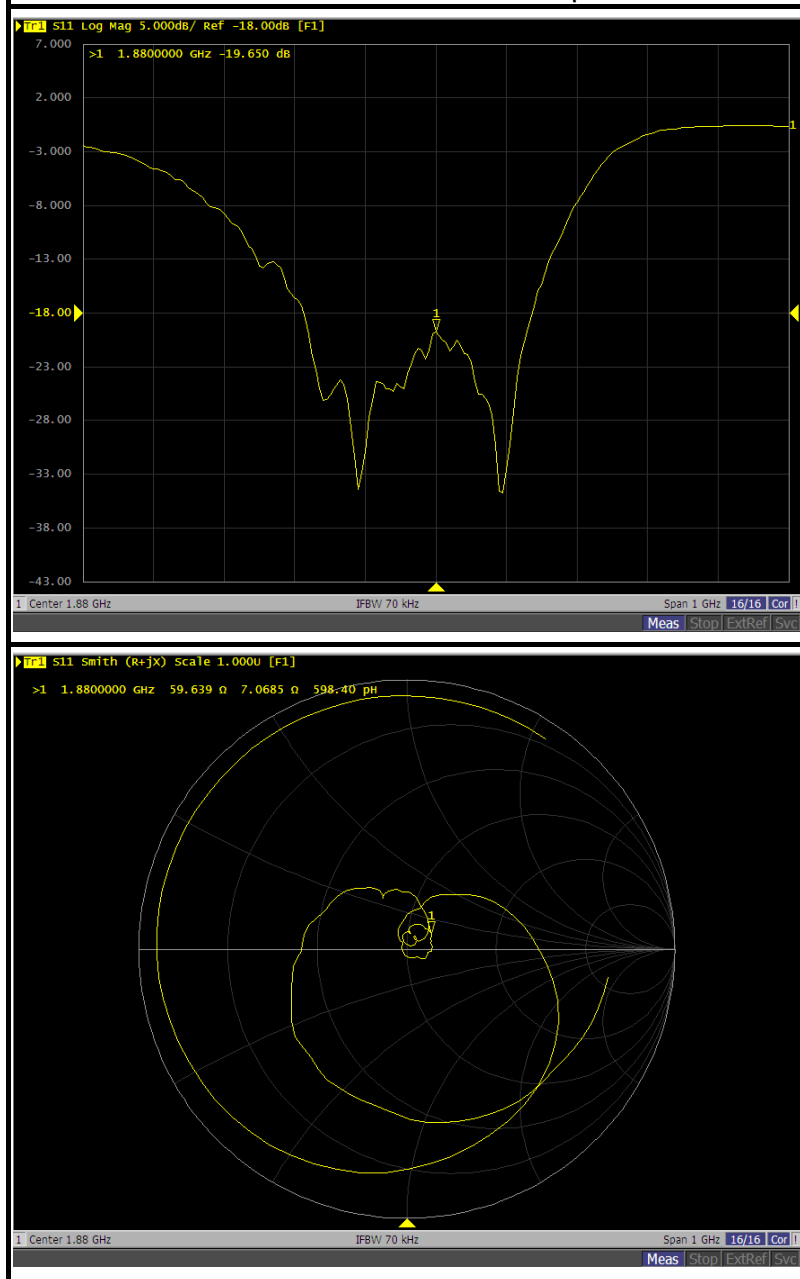 Tr1 S11 Log Mag 5.000dB/ Ref -18.00dB [F1]
7.000
>1 1.8800000 GHz -19.650 dB
2.000
1
-3.000
-8.000
-13.00
-18.00
1
-23.00
-28.00
-33.00
-38.00
-43.00
1 Center 1.88 GHz IFBW 70 kHz Span 1 GHz 16/16 Cor !
Meas Stop ExtRef Svc
Tr1 S11 Smith (R+jX) Scale 1.000U [F1]
>1 1.8800000 GHz 59.639 Ω 7.0685 Ω 598.40 pH
1
1 Center 1.88 GHz IFBW 70 kHz Span 1 GHz 16/16 Cor !
Meas Stop ExtRef Svc